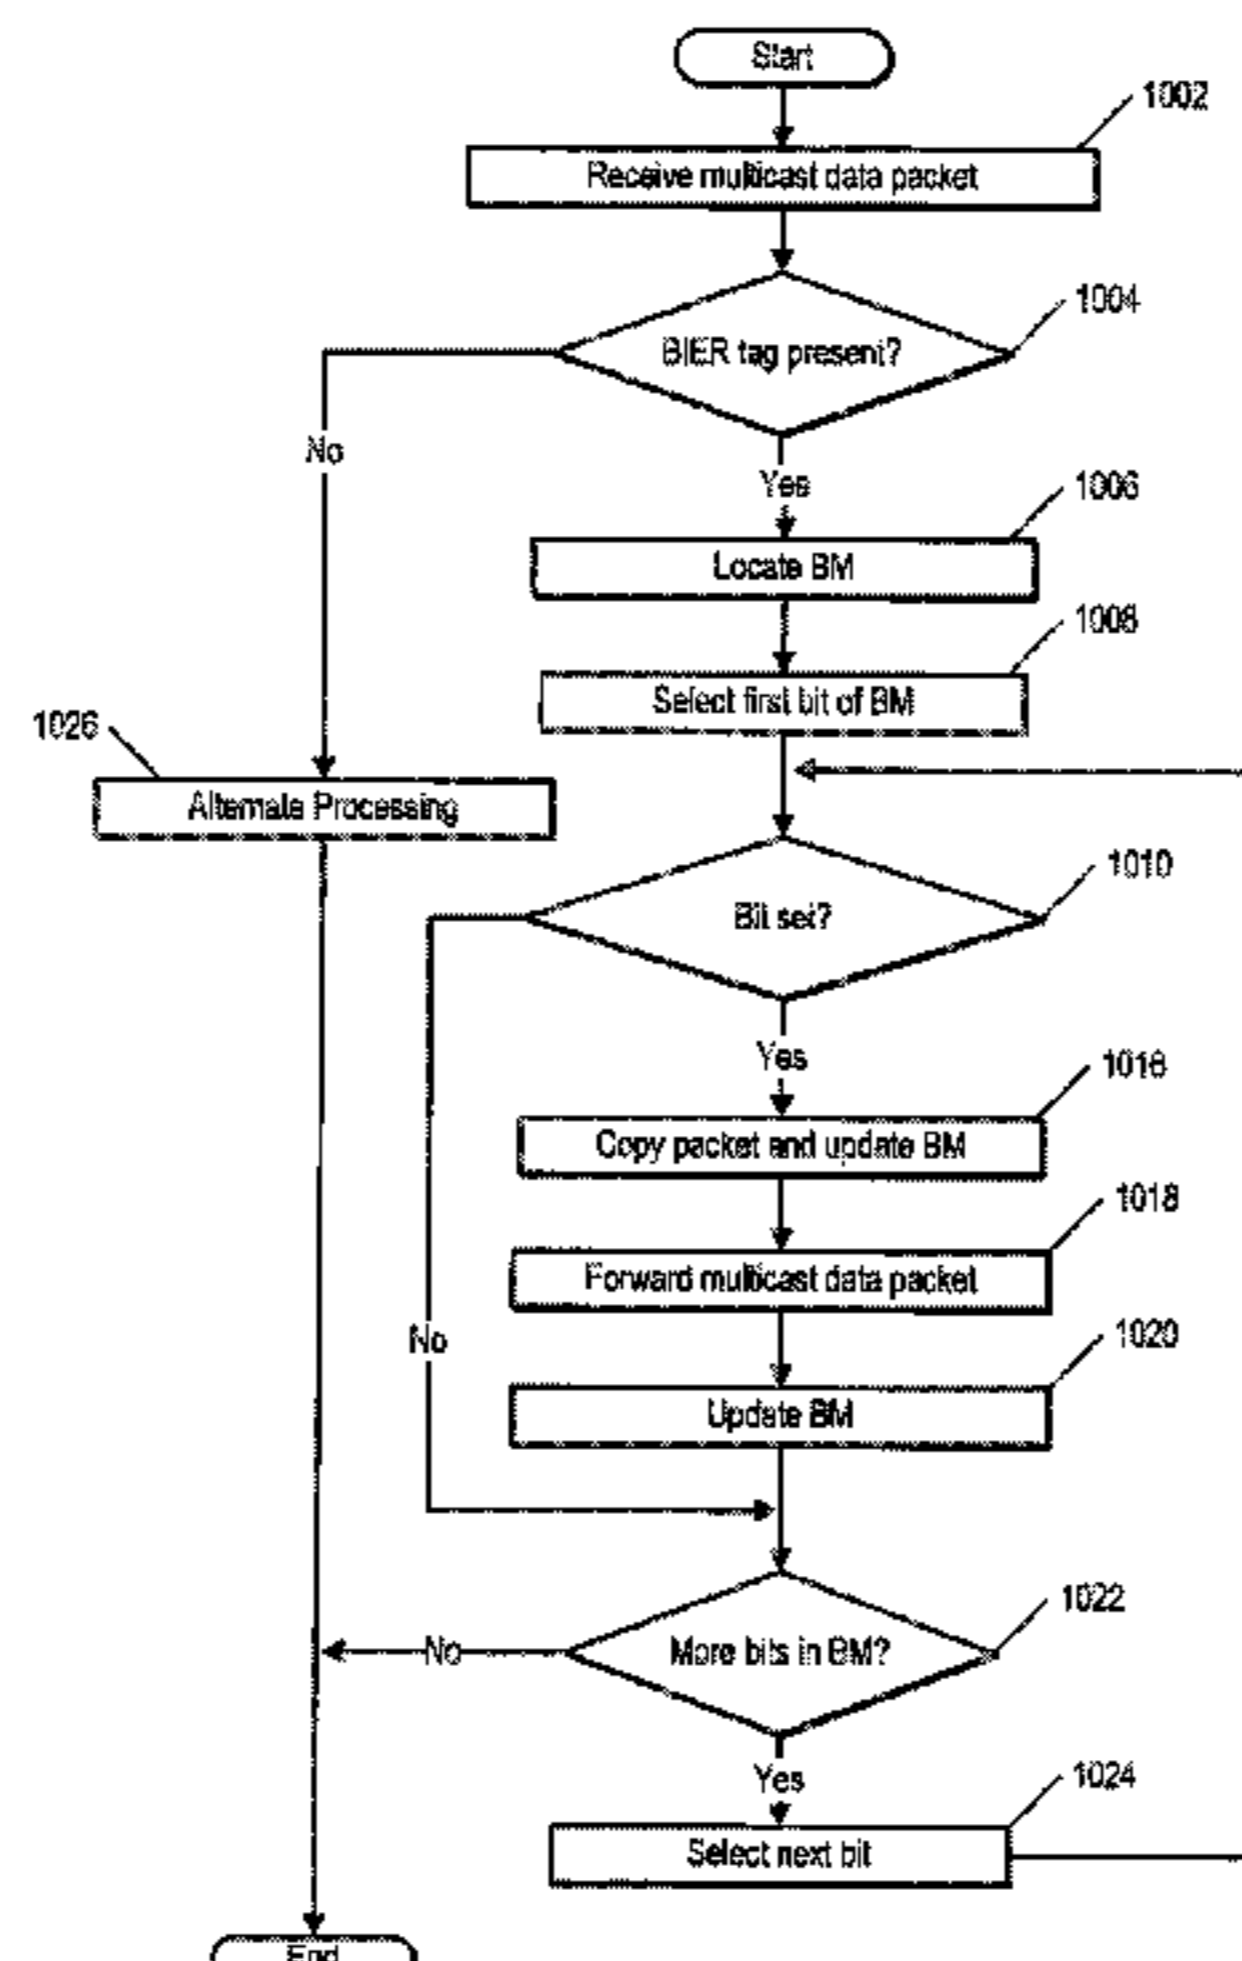 Start
1002
Receive multicast data packet
1004
BIER tag present?
No
Yes
1006
Locate BM
1008
Select first bit of BM
1026
Alternate Processing
1010
Bit set?
Yes
1016
Copy packet and update BM
1018
Forward multicast data packet
No
1020
Update BM
1022
More bits in BM?
No
Yes
1024
Select next bit
End